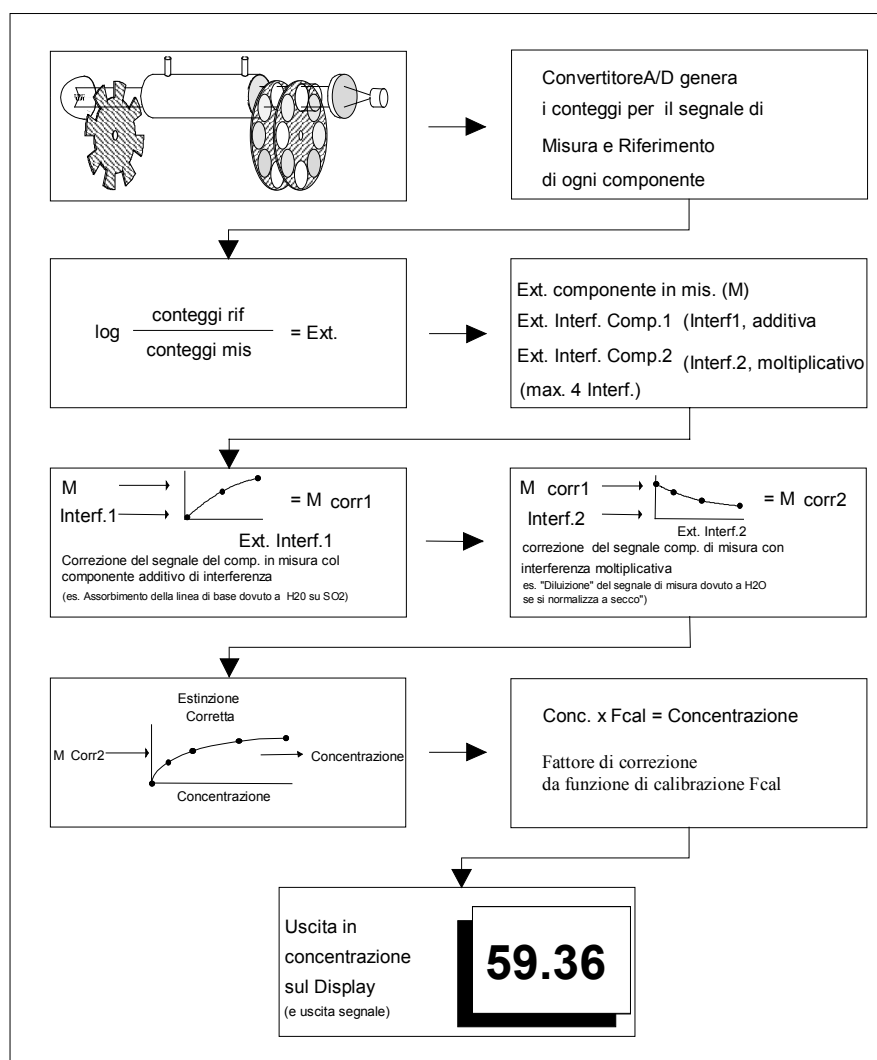 ConvertitoreA/D genera
i conteggi per il segnale di
Misura e Riferimento
di ogni componente
log conteggi rif
conteggi mis = Ext.
Ext. componente in mis. (M)
Ext. Interf. Comp.1 (Interf1, additiva
Ext. Interf. Comp.2 (Interf.2, moltiplicativo
(max. 4 Interf.)
M
Interf.1
= M corr1
Ext. Interf.1
Correzione del segnale del comp. in misura col
componente additivo di interferenza
(es. Assorbimento della linea di base dovuto a H20 su SO2)
M corr1
Interf.2
= M corr2
Ext. Interf.2
correzione del segnale comp. di misura con
interferenza moltiplicativa
es. "Diluizione" del segnale di misura dovuto a H2O
se si normalizza a secco")
Estinzione
Corretta
M Corr2
Concentrazione
Concentrazione
Conc. x Fcal = Concentrazione
Fattore di correzione
da funzione di calibrazione Fcal
Uscita in
concentrazione
sul Display
(e uscita segnale)
59.36